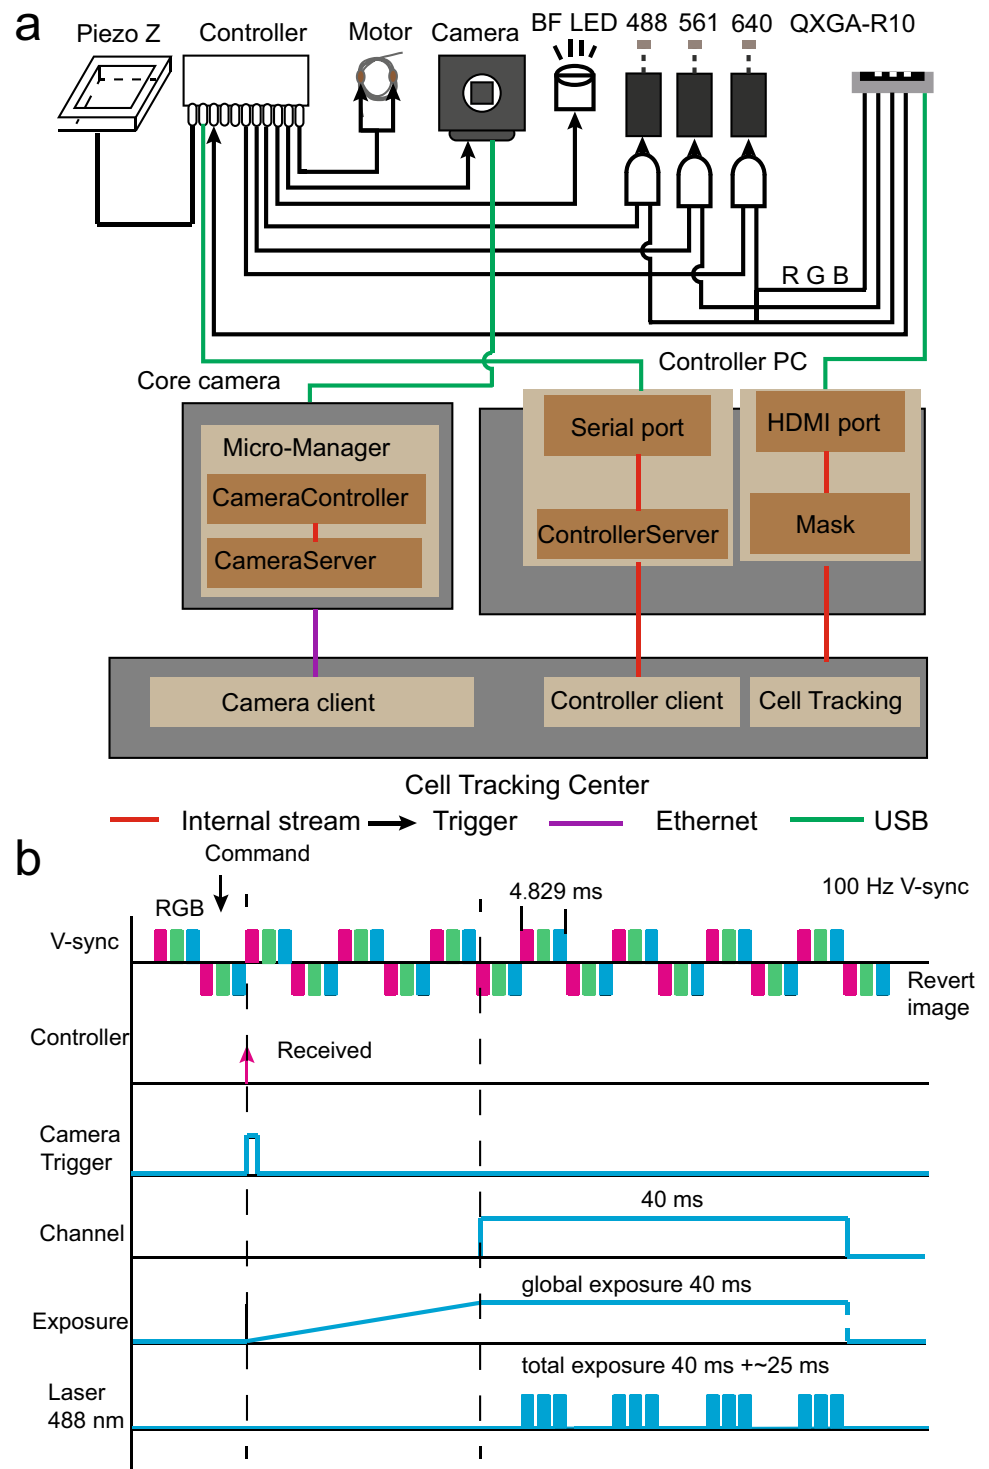 a
Piezo Z
Controller
Motor
Camera
BF LED
488
561
640
QXGA-R10
R G B
Controller PC
Core camera
Micro-Manager
CameraController
CameraServer
Serial port
ControllerServer
HDMI port
Mask
Camera client
Controller client
Cell Tracking
Cell Tracking Center
Internal stream
Trigger
Ethernet
USB
b
Command
4.829 ms
100 Hz V-sync
RGB
V-sync
Revert
image
Controller
Received
Camera
Trigger
40 ms
Channel
global exposure 40 ms
Exposure
total exposure 40 ms +~25 ms
Laser
488 nm